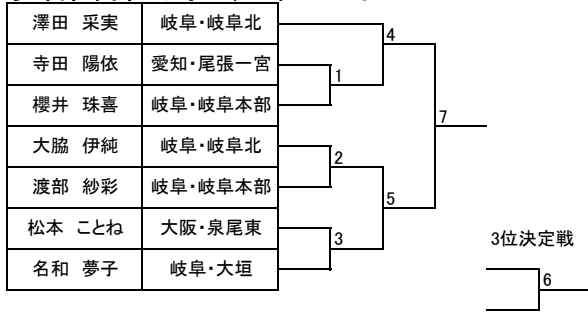 澤田　采実　岐阜・岐阜北
寺田　陽依　愛知・尾張一宮
櫻井　珠喜　岐阜・岐阜本部
大脇　伊純　岐阜・岐阜北
渡部　紗彩　岐阜・岐阜本部
松本　ことね　大阪・泉尾東
名和　夢子　岐阜・大垣
4
1
7
2
5
3
3位決定戦
6